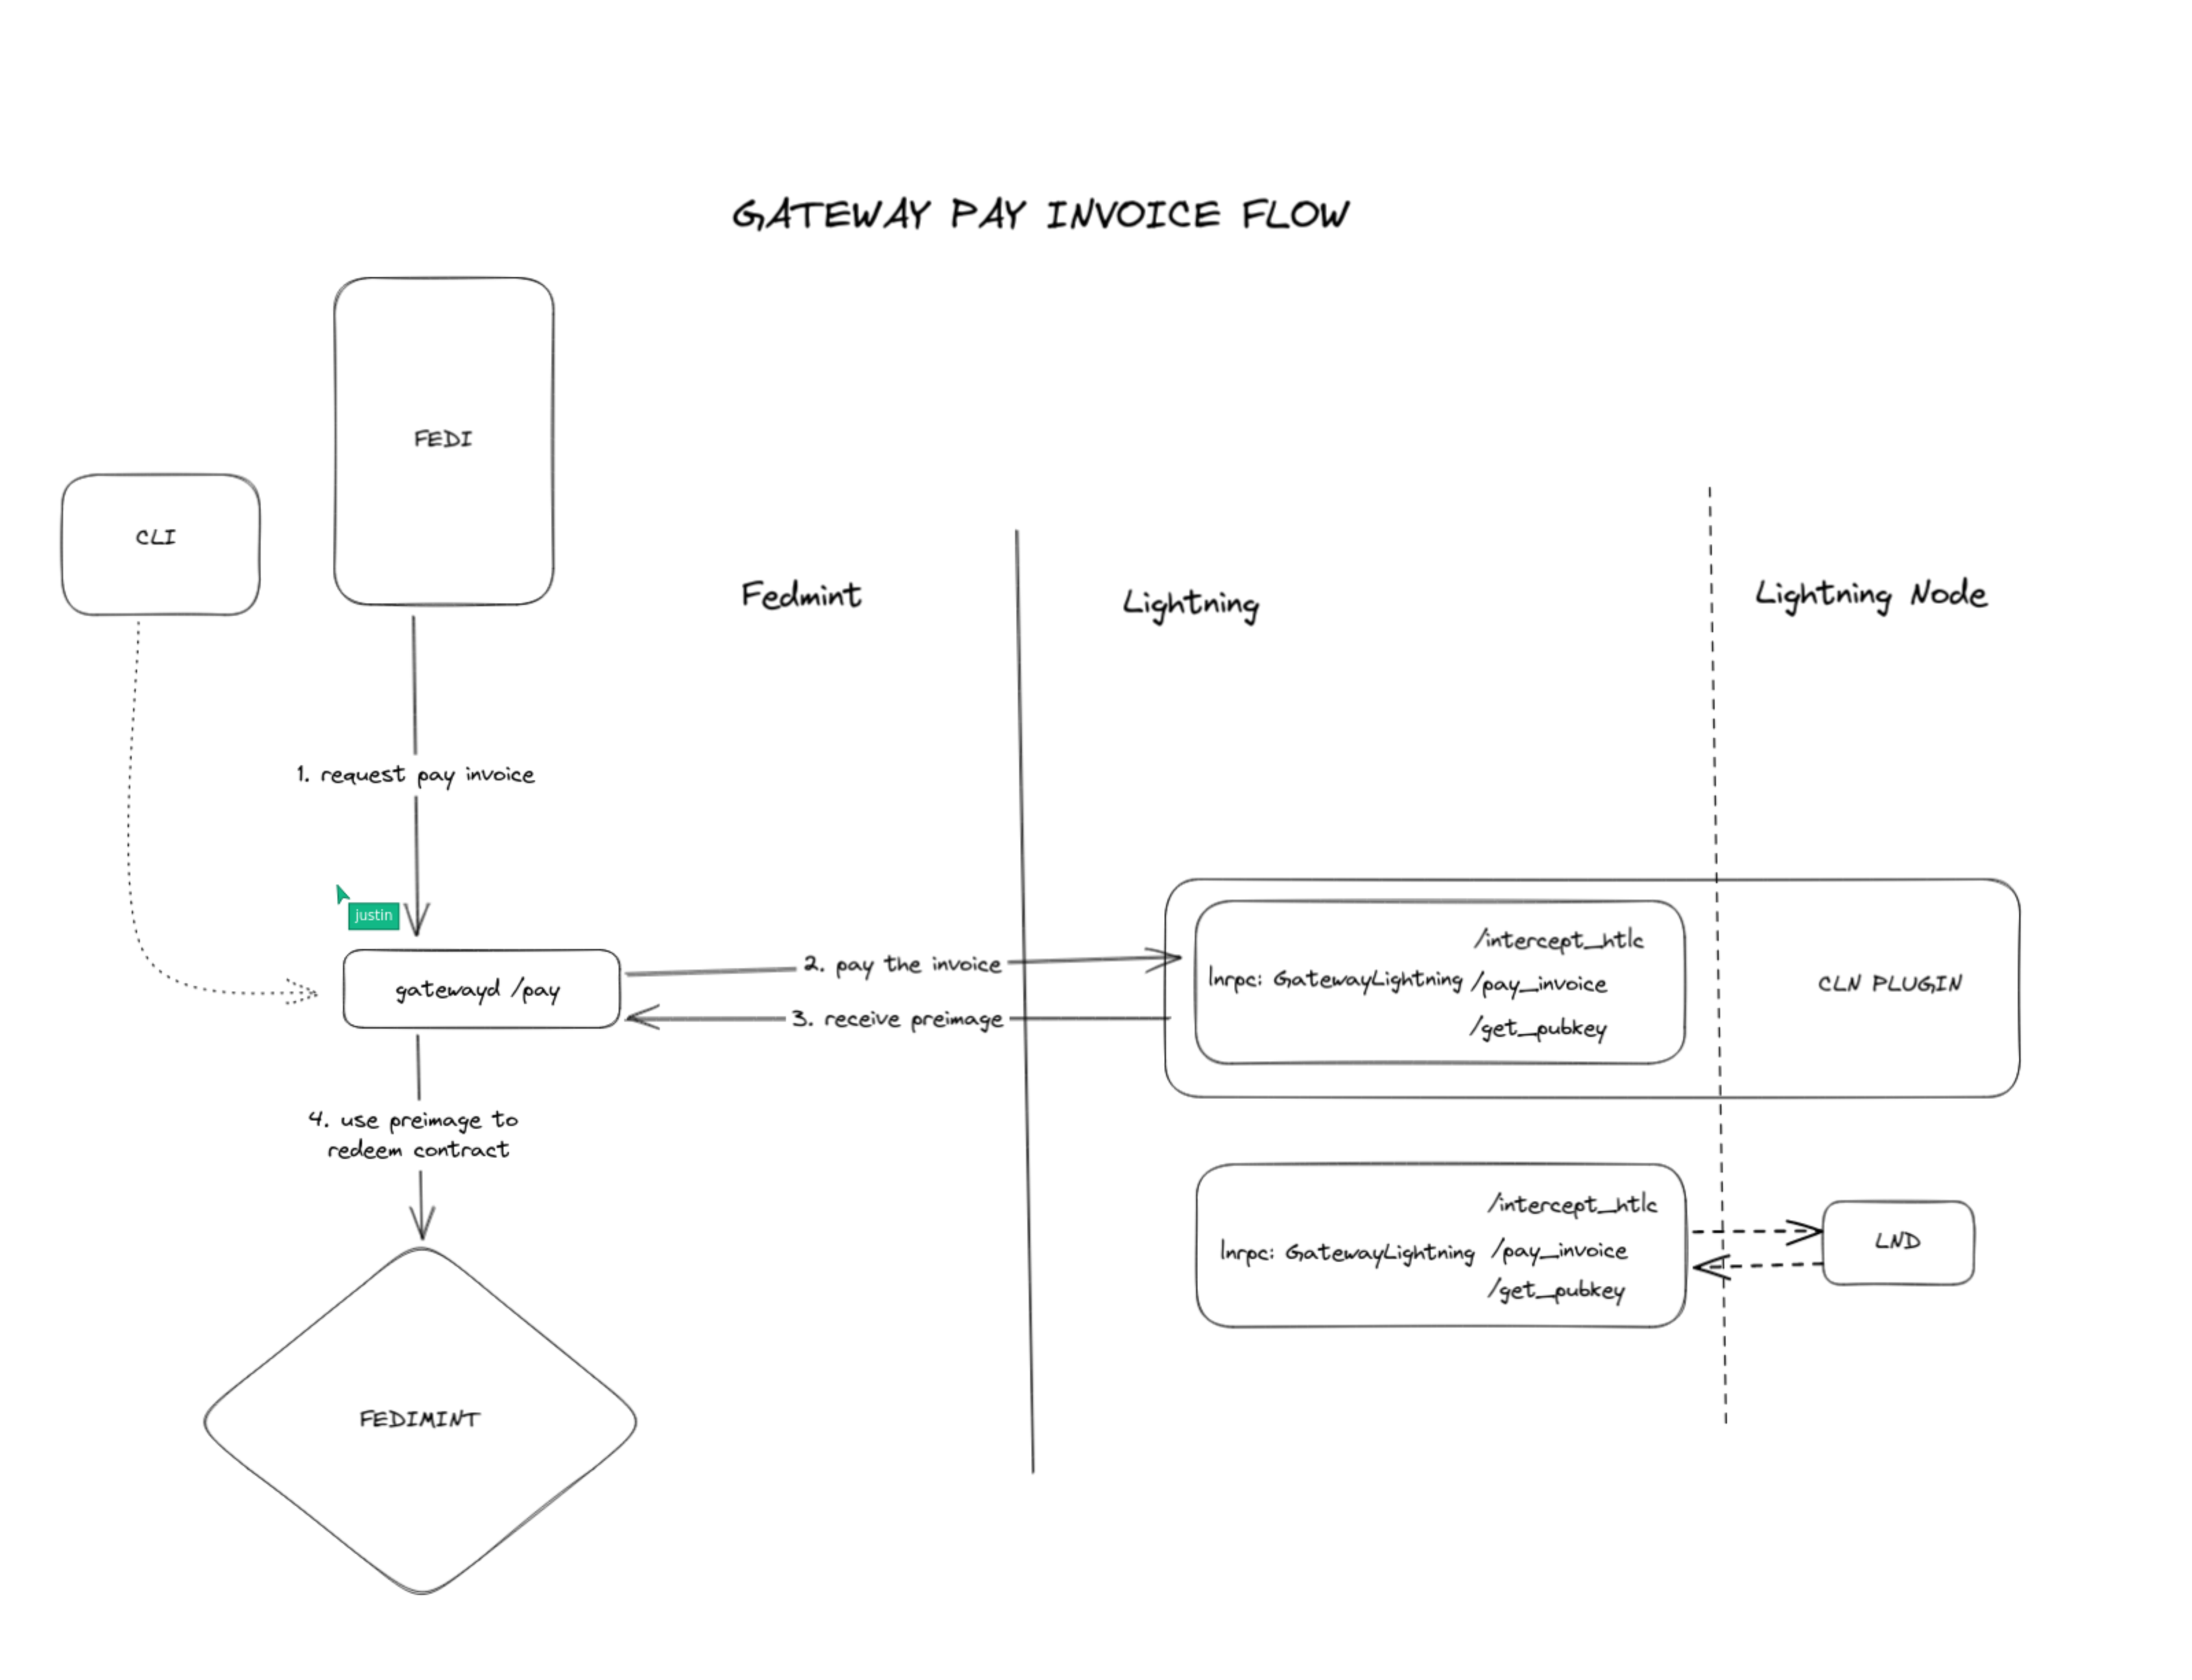 GATEWAY PAY INVOICE FLOW
FEDI
CLI
Fedmint
Lightning
Lightning Node
1. request pay invoice
justin
gatewayd /pay
2. pay the invoice
3. receive preimage
/intercept_htlc
lnrpc: GatewayLightning /pay_invoice
/get_pubkey
CLN PLUGIN
4. use preimage to
redeem contract
/intercept_htlc
lnrpc: GatewayLightning /pay_invoice
/get_pubkey
LND
FEDIMINT